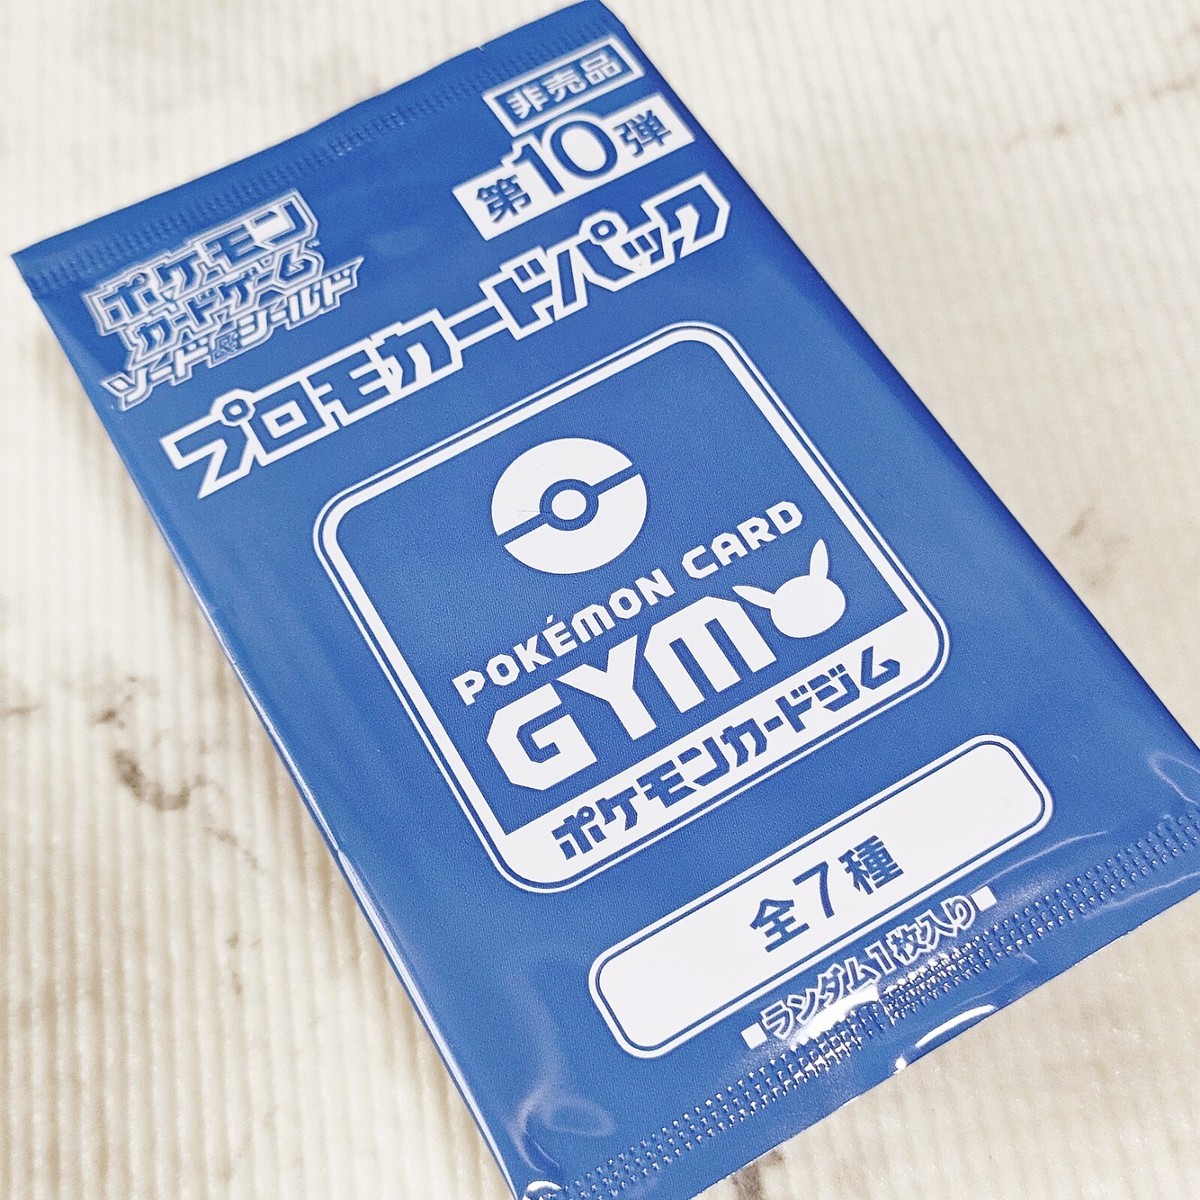 非売品
第10弾
ポケモン
カードゲーム
ソード&シールド
プロモカードパック
POKÉMON CARD
GYM
ポケモンカードジム
全7種
■ランダム1枚入り■